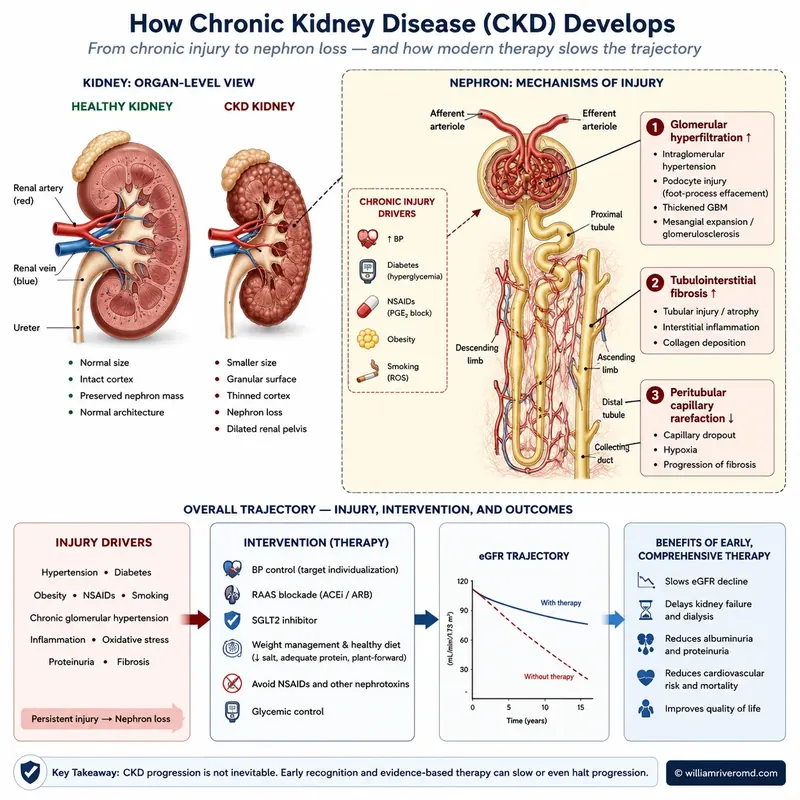 How Chronic Kidney Disease (CKD) Develops
From chronic injury to nephron loss — and how modern therapy slows the trajectory
KIDNEY: ORGAN-LEVEL VIEW
HEALTHY KIDNEY
CKD KIDNEY
Renal artery
(red)
Renal vein
(blue)
Ureter
• Normal size
• Intact cortex
• Preserved nephron mass
• Normal architecture
• Smaller size
• Granular surface
• Thinned cortex
• Nephron loss
• Dilated renal pelvis
NEPHRON: MECHANISMS OF INJURY
CHRONIC INJURY
DRIVERS
↑ BP
Diabetes
(hyperglycemia)
NSAIDs
(PGE₂ block)
Obesity
Smoking
(ROS)
Afferent
arteriole
Efferent
arteriole
Proximal
tubule
Descending
limb
Ascending
limb
Distal
tubule
Collecting
duct
1 Glomerular
hyperfiltration ↑
• Intraglomerular
hypertension
• Podocyte injury
(foot-process effacement)
• Thickened GBM
• Mesangial expansion /
glomerulosclerosis
2 Tubulointerstitial
fibrosis ↑
• Tubular injury / atrophy
• Interstitial inflammation
• Collagen deposition
3 Peritubular
capillary
rarefaction ↓
• Capillary dropout
• Hypoxia
• Progression of fibrosis
OVERALL TRAJECTORY — INJURY, INTERVENTION, AND OUTCOMES
INJURY DRIVERS
Hypertension • Diabetes
Obesity • NSAIDs • Smoking
Chronic glomerular hypertension
Inflammation • Oxidative stress
Proteinuria • Fibrosis
Persistent injury → Nephron loss
INTERVENTION (THERAPY)
BP control (target individualization)
RAAS blockade (ACEi / ARB)
SGLT2 inhibitor
Weight management & healthy diet
(↓ salt, adequate protein, plant-forward)
Avoid NSAIDs and other nephrotoxins
Glycemic control
eGFR TRAJECTORY
(mL/min/1.73 m²)
120
90
60
30
-
0
5
10
15
Time (years)
With therapy
Without therapy
BENEFITS OF EARLY,
COMPREHENSIVE THERAPY
Slows eGFR decline
Delays kidney failure
and dialysis
Reduces albuminuria
and proteinuria
Reduces cardiovascular
risk and mortality
Improves quality of life
Key Takeaway: CKD progression is not inevitable. Early recognition and evidence-based therapy can slow or even halt progression.
© williamriveromd.com